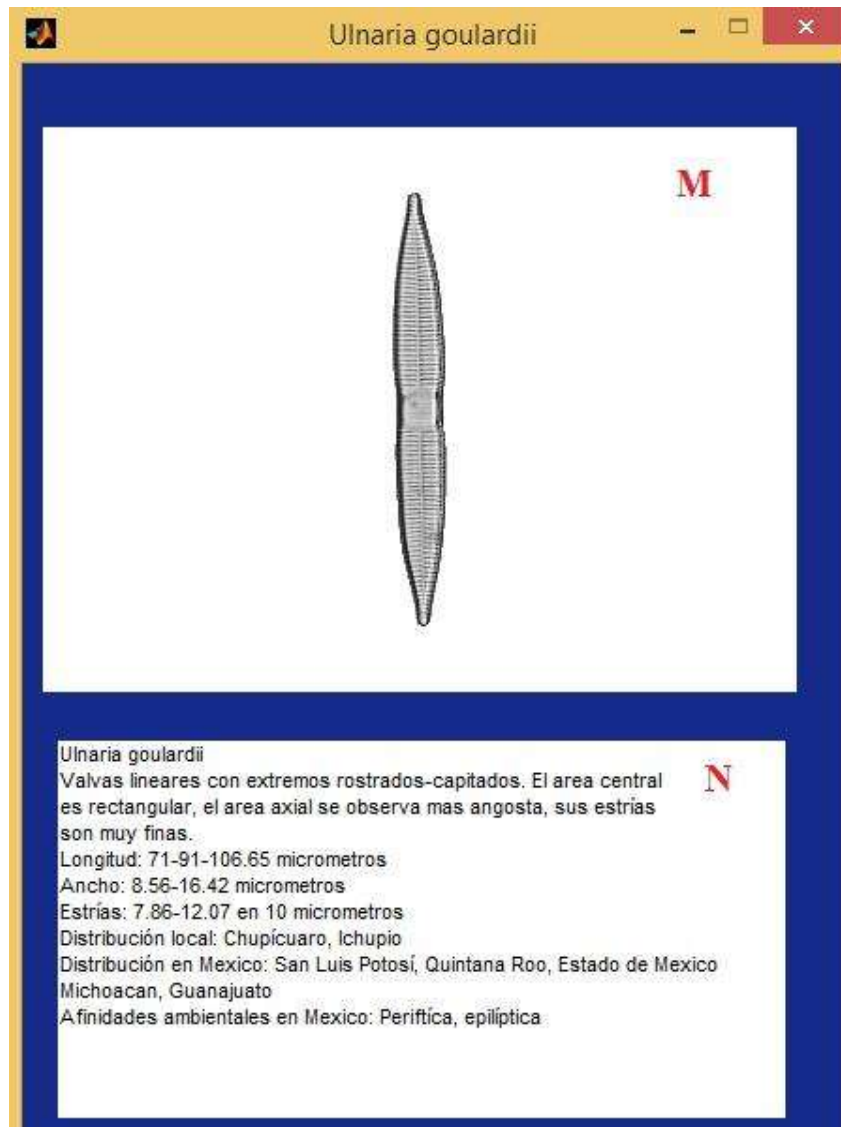 Ulnaria goulardii
M
Ulnaria goulardii
N
Valvas lineares con extremos rostrados-capitados. El area central
es rectangular, el area axial se observa mas angosta, sus estrías
son muy finas.
Longitud: 71-91-106.65 micrometros
Ancho: 8.56-16.42 micrometros
Estrías: 7.86-12.07 en 10 micrometros
Distribución local: Chupícuaro, Ichupio
Distribución en Mexico: San Luis Potosí, Quintana Roo, Estado de Mexico
Michoacan, Guanajuato
Afinidades ambientales en Mexico: Periftíca, epilíptica